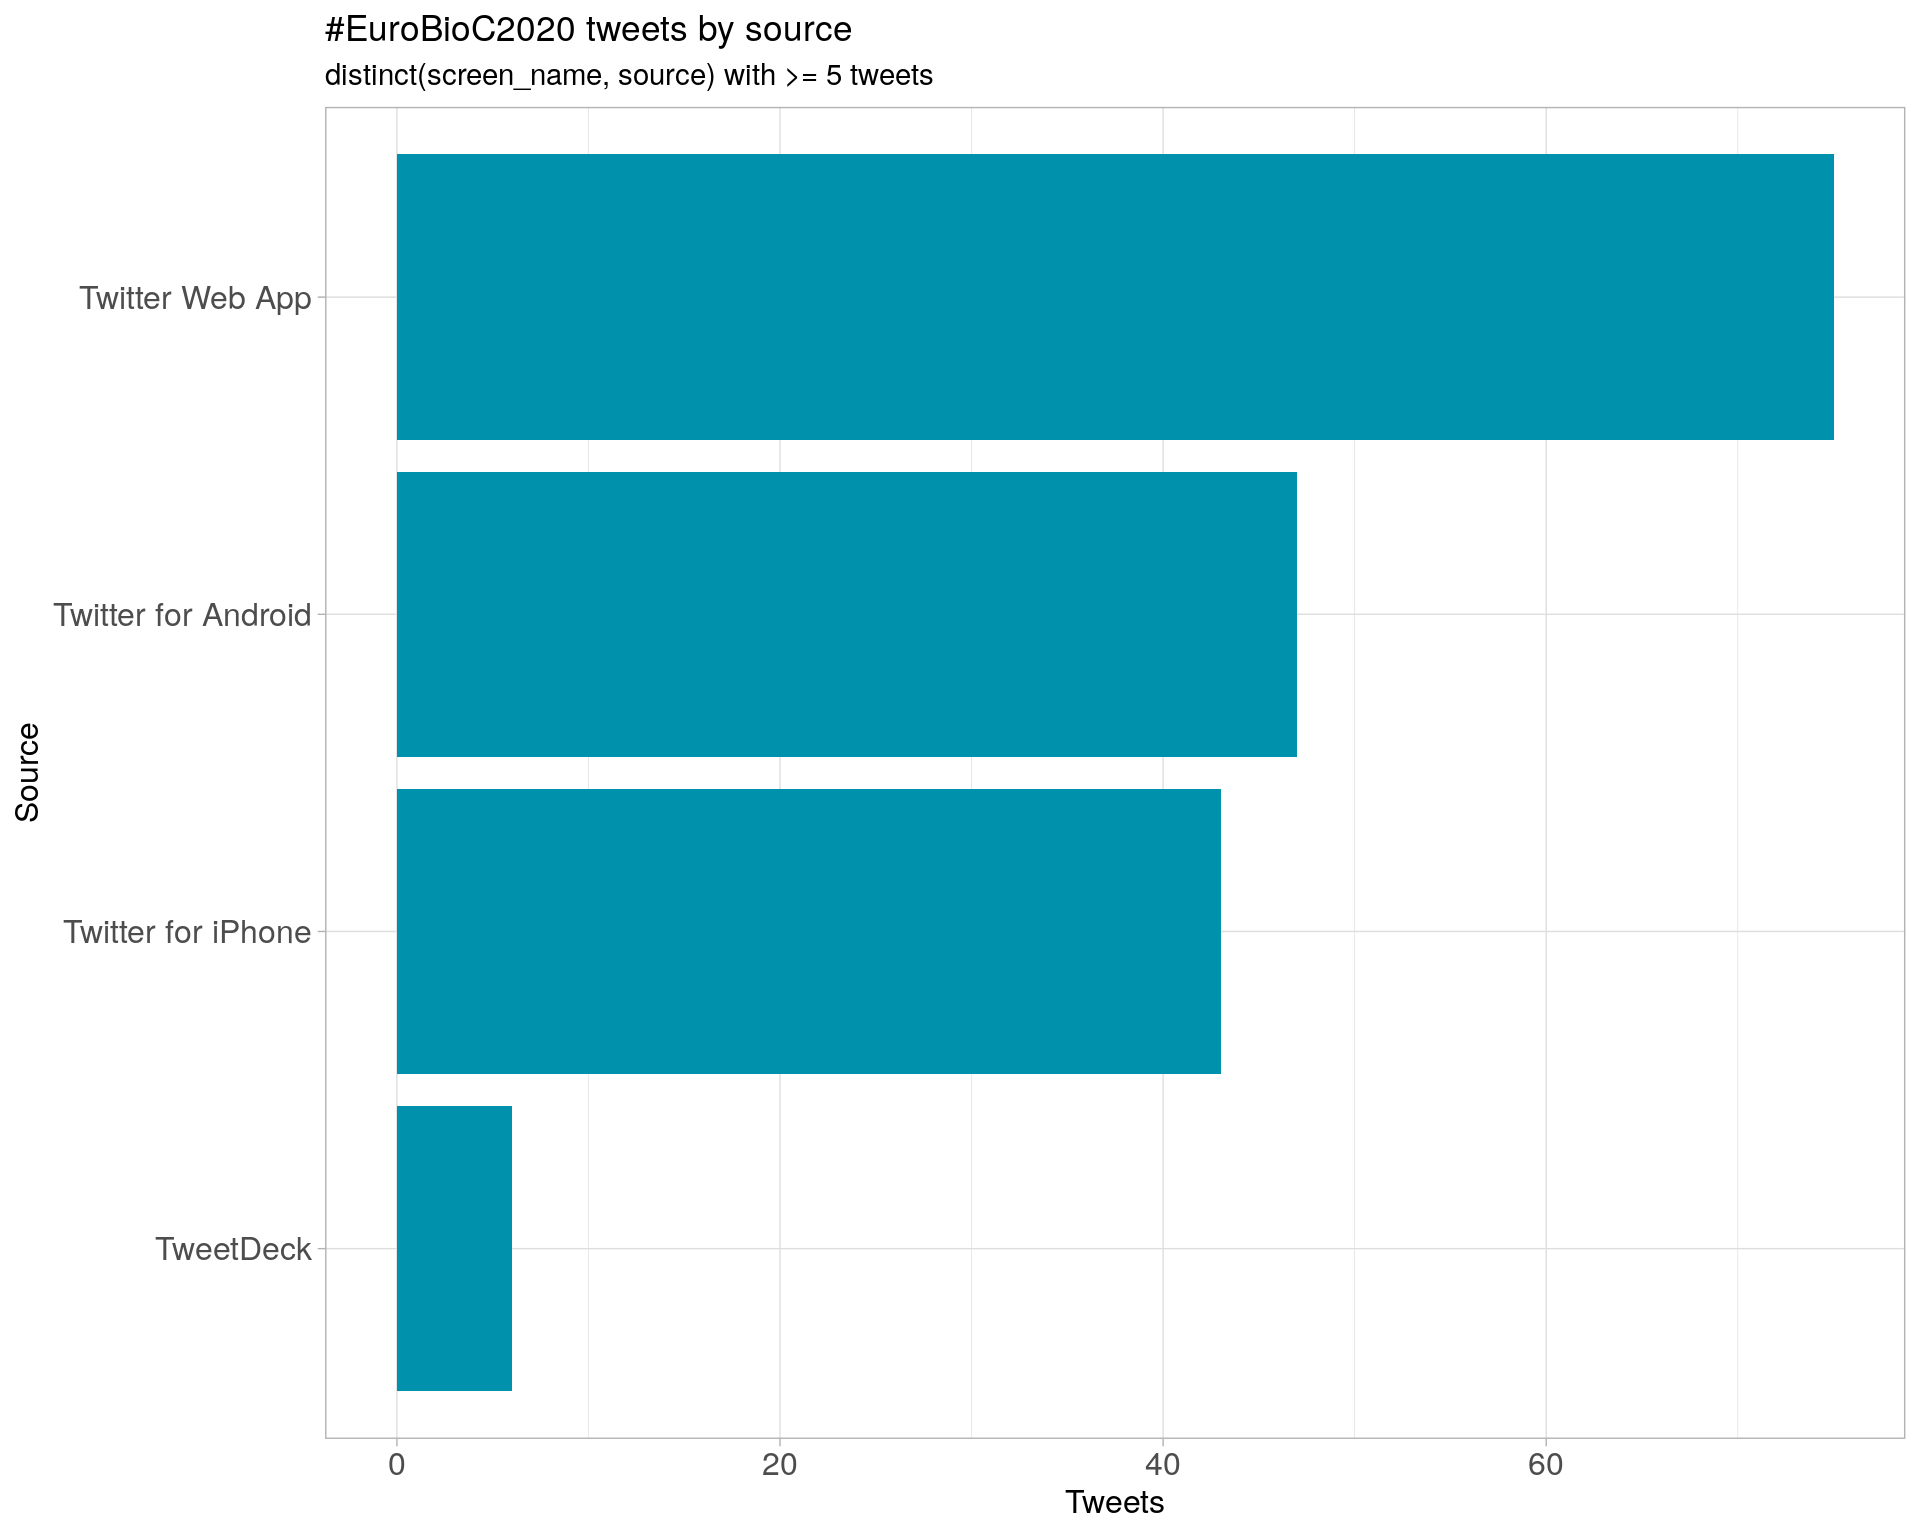 #EuroBioC2020 tweets by source
distinct(screen_name, source) with >= 5 tweets
Source
Twitter Web App
Twitter for Android
Twitter for iPhone
TweetDeck
0 20 40 60
Tweets